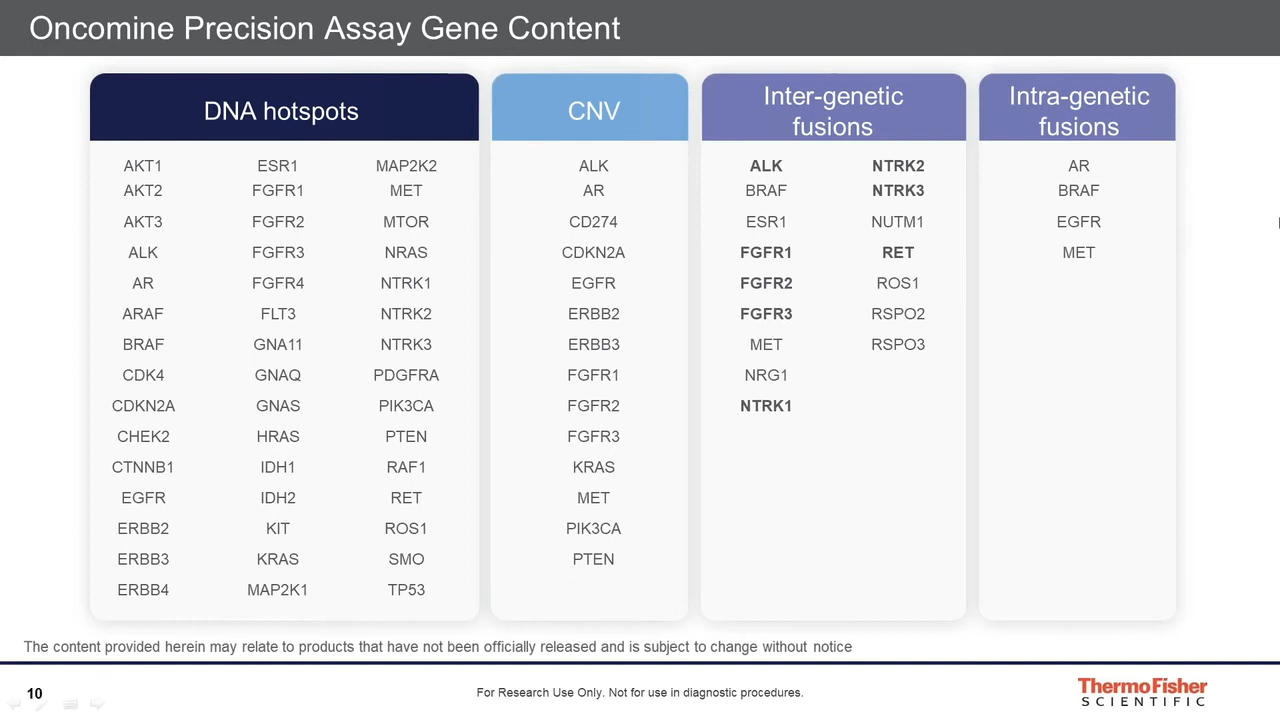 Oncomine Precision Assay Gene Content
DNA hotspots
AKT1 ESR1 MAP2K2
AKT2 FGFR1 MET
AKT3 FGFR2 MTOR
ALK FGFR3 NRAS
AR FGFR4 NTRK1
ARAF FLT3 NTRK2
BRAF GNA11 NTRK3
CDK4 GNAQ PDGFRA
CDKN2A GNAS PIK3CA
CHEK2 HRAS PTEN
CTNNB1 IDH1 RAF1
EGFR IDH2 RET
ERBB2 KIT ROS1
ERBB3 KRAS SMO
ERBB4 MAP2K1 TP53
CNV
ALK
AR
CD274
CDKN2A
EGFR
ERBB2
ERBB3
FGFR1
FGFR2
FGFR3
KRAS
MET
PIK3CA
PTEN
Inter-genetic
fusions
ALK NTRK2
BRAF NTRK3
ESR1 NUTM1
FGFR1 RET
FGFR2 ROS1
FGFR3 RSPO2
MET RSPO3
NRG1
NTRK1
Intra-genetic
fusions
AR
BRAF
EGFR
MET
The content provided herein may relate to products that have not been officially released and is subject to change without notice
10
For Research Use Only. Not for use in diagnostic procedures.
ThermoFisher
SCIENTIFIC